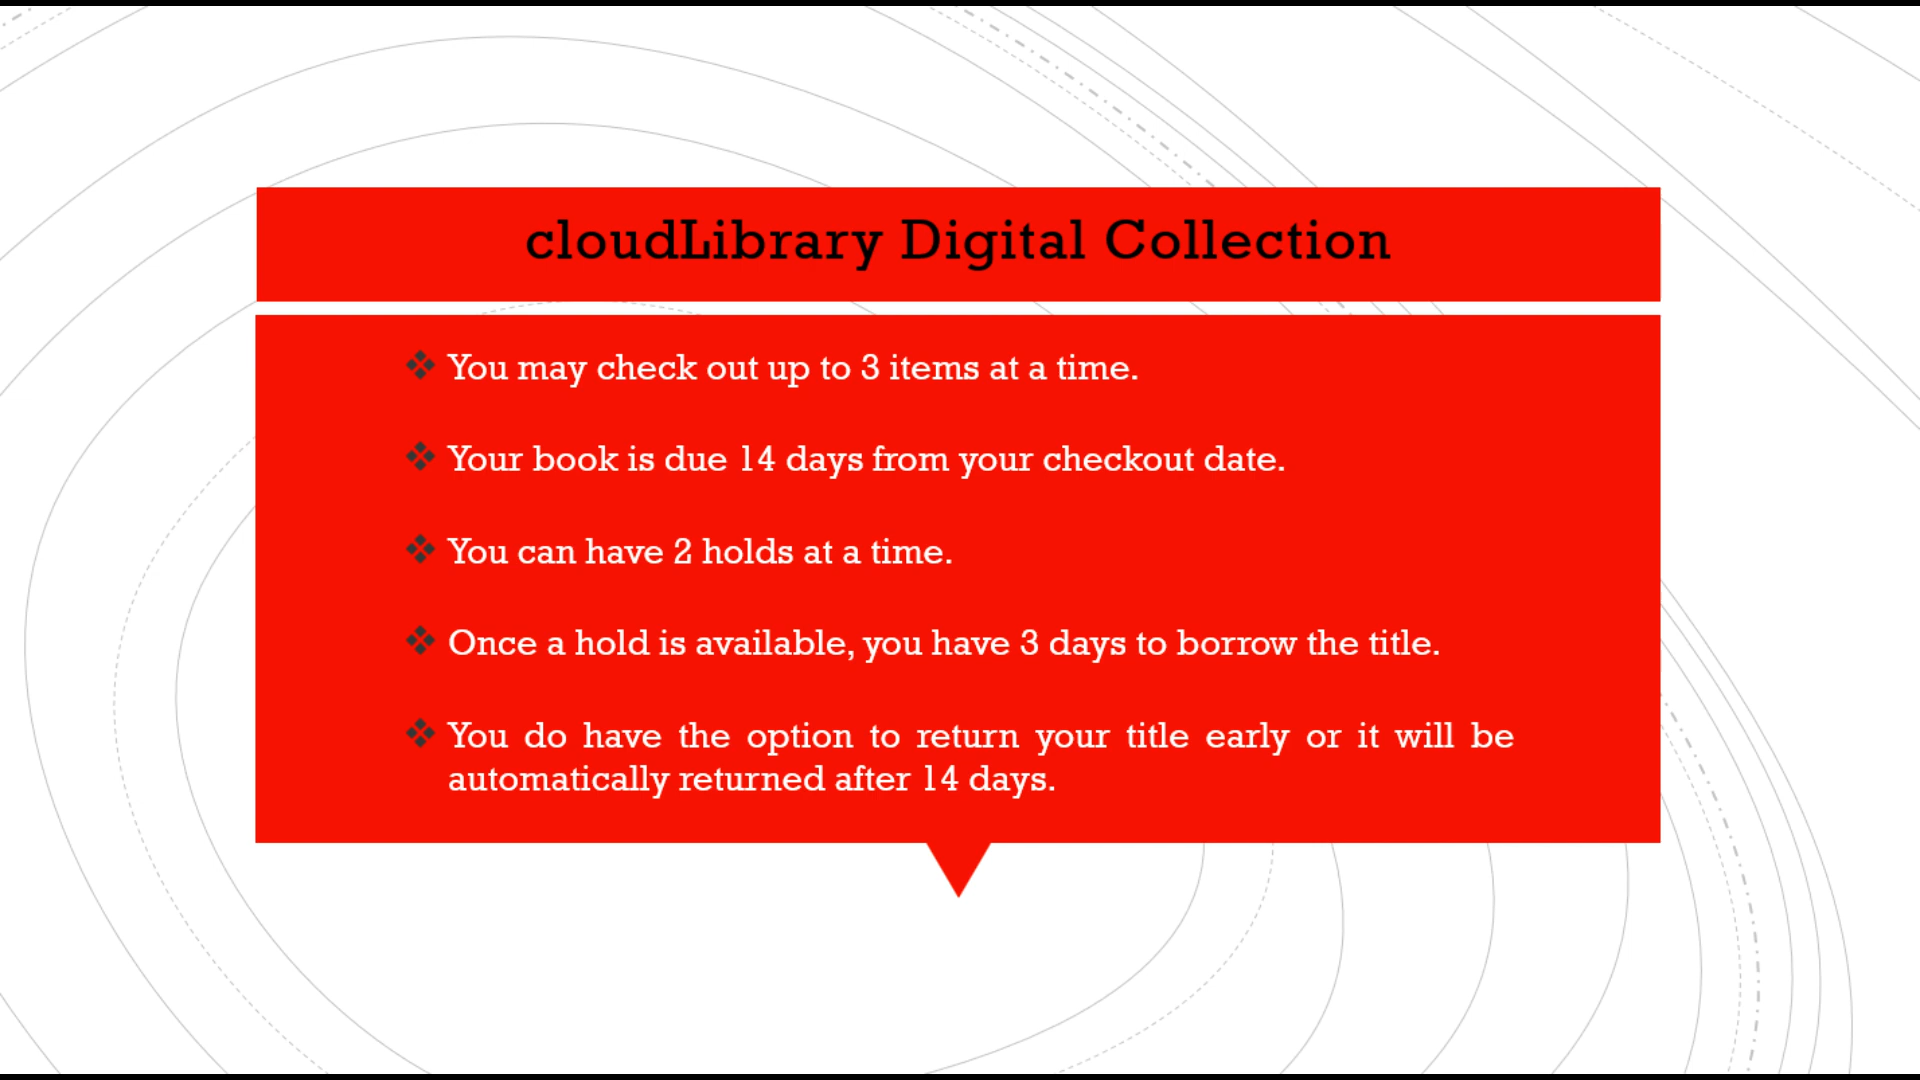 cloudLibrary Digital Collection
You may check out up to 3 items at a time.
Your book is due 14 days from your checkout date.
You can have 2 holds at a time.
Once a hold is available, you have 3 days to borrow the title.
You do have the option to return your title early or it will be
automatically returned after 14 days.